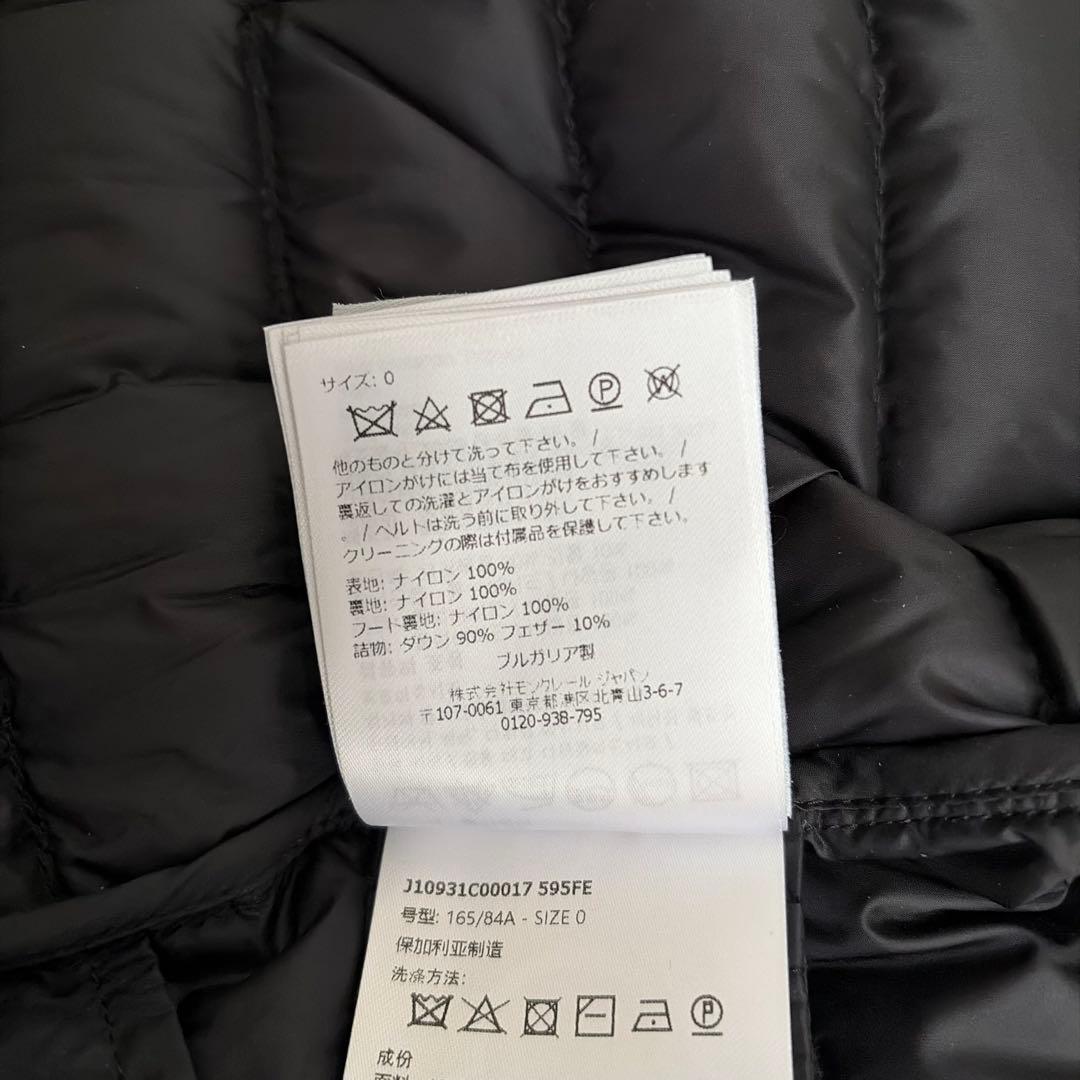 サイズ: 0
他のものと分けて洗って下さい。 /
アイロンがけには当て布を使用して下さい。 /
裏返しての洗濯とアイロンがけをおすすめします
。 / ベルトは洗う前に取り外して下さい。 /
クリーニングの際は付属品を保護して下さい。
表地: ナイロン 100%
裏地: ナイロン 100%
フード裏地: ナイロン 100%
詰物: ダウン 90% フェザー 10%
ブルガリア製
株式会社モンクレール ジャパン
〒107-0061 東京都港区北青山3-6-7
0120-938-795
J10931C00017 595FE
号型: 165/84A - SIZE 0
保加利亚制造
洗涤方法:
成份